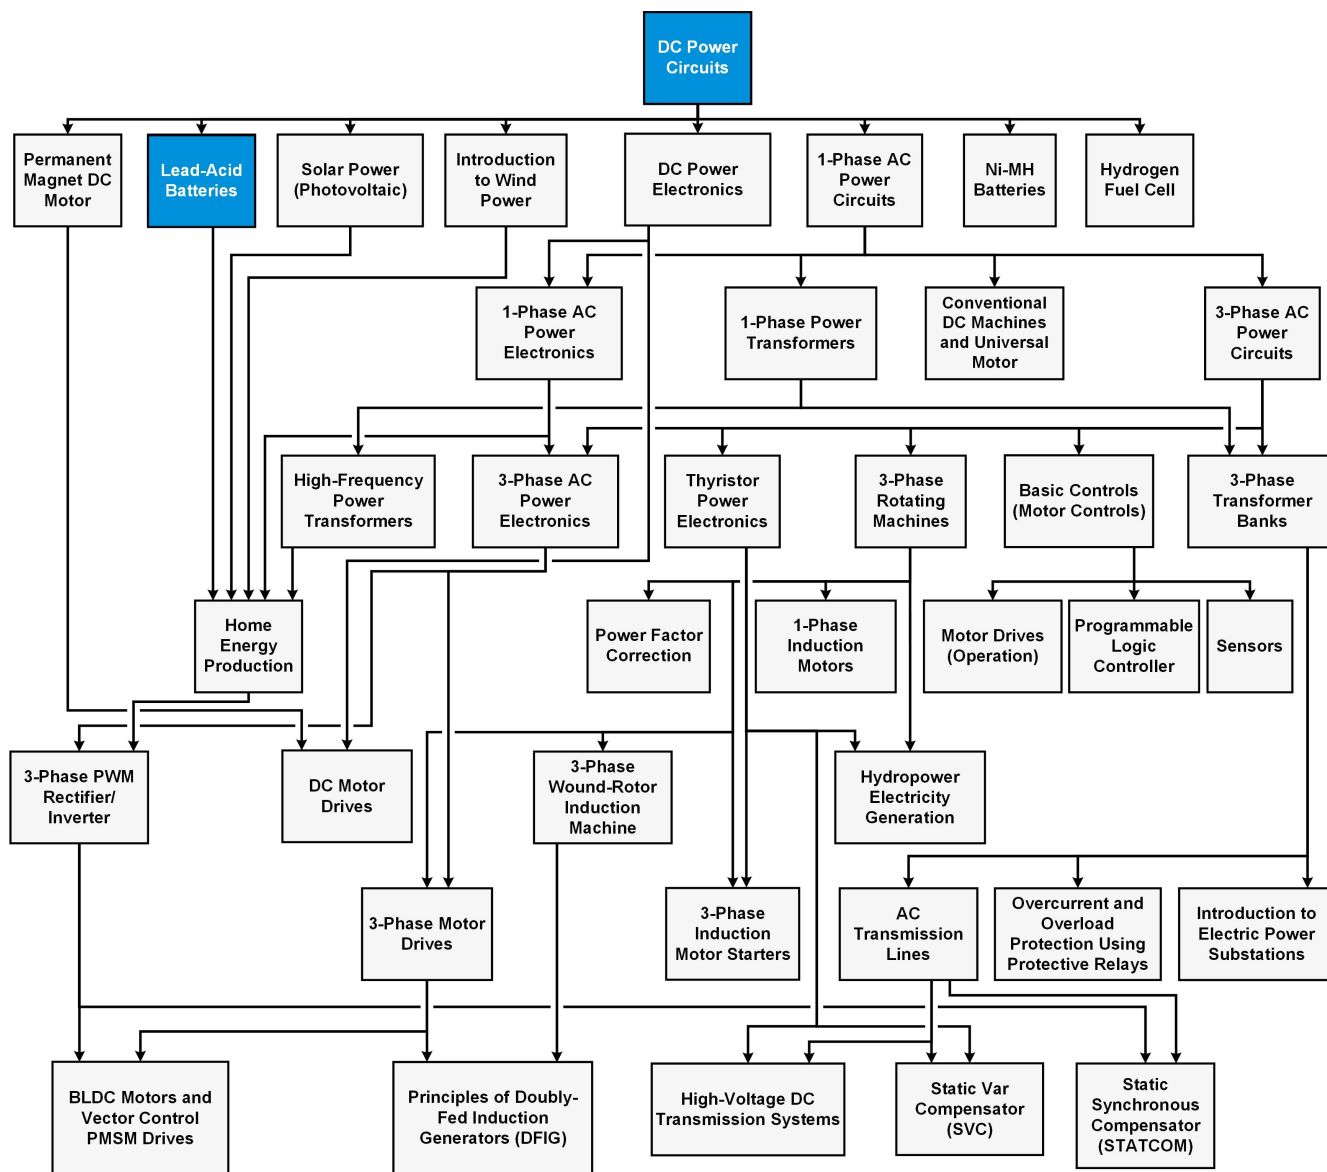 DC Power
Circuits
Permanent
Magnet DC
Motor
Lead-Acid
Batteries
Solar Power
(Photovoltaic)
Introduction
to Wind
Power
DC Power
Electronics
1-Phase AC
Power
Circuits
Ni-MH
Batteries
Hydrogen
Fuel Cell
1-Phase AC
Power
Electronics
1-Phase Power
Transformers
Conventional
DC Machines
and Universal
Motor
3-Phase AC
Power
Circuits
High-Frequency
Power
Transformers
3-Phase AC
Power
Electronics
Thyristor
Power
Electronics
3-Phase
Rotating
Machines
Basic Controls
(Motor Controls)
3-Phase
Transformer
Banks
Home
Energy
Production
Power Factor
Correction
1-Phase
Induction
Motors
Motor Drives
(Operation)
Programmable
Logic
Controller
Sensors
3-Phase PWM
Rectifier/
Inverter
DC Motor
Drives
3-Phase
Wound-Rotor
Induction
Machine
Hydropower
Electricity
Generation
3-Phase Motor
Drives
3-Phase
Induction
Motor Starters
AC
Transmission
Lines
Overcurrent and
Overload
Protection Using
Protective Relays
Introduction to
Electric Power
Substations
BLDC Motors and
Vector Control
PMSM Drives
Principles of Doubly-
Fed Induction
Generators (DFIG)
High-Voltage DC
Transmission Systems
Static Var
Compensator
(SVC)
Static
Synchronous
Compensator
(STATCOM)